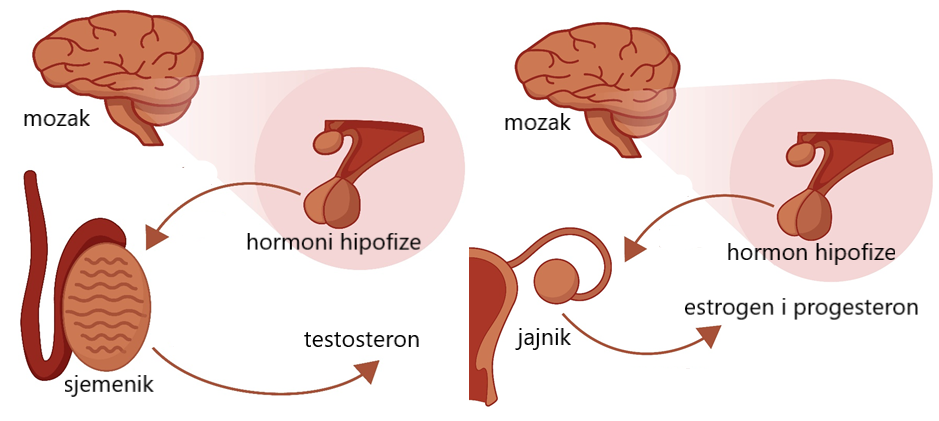 mozak
hormoni hipofize
testosteron
sjemenik
mozak
hormon hipofize
estrogen i progesteron
jajnik